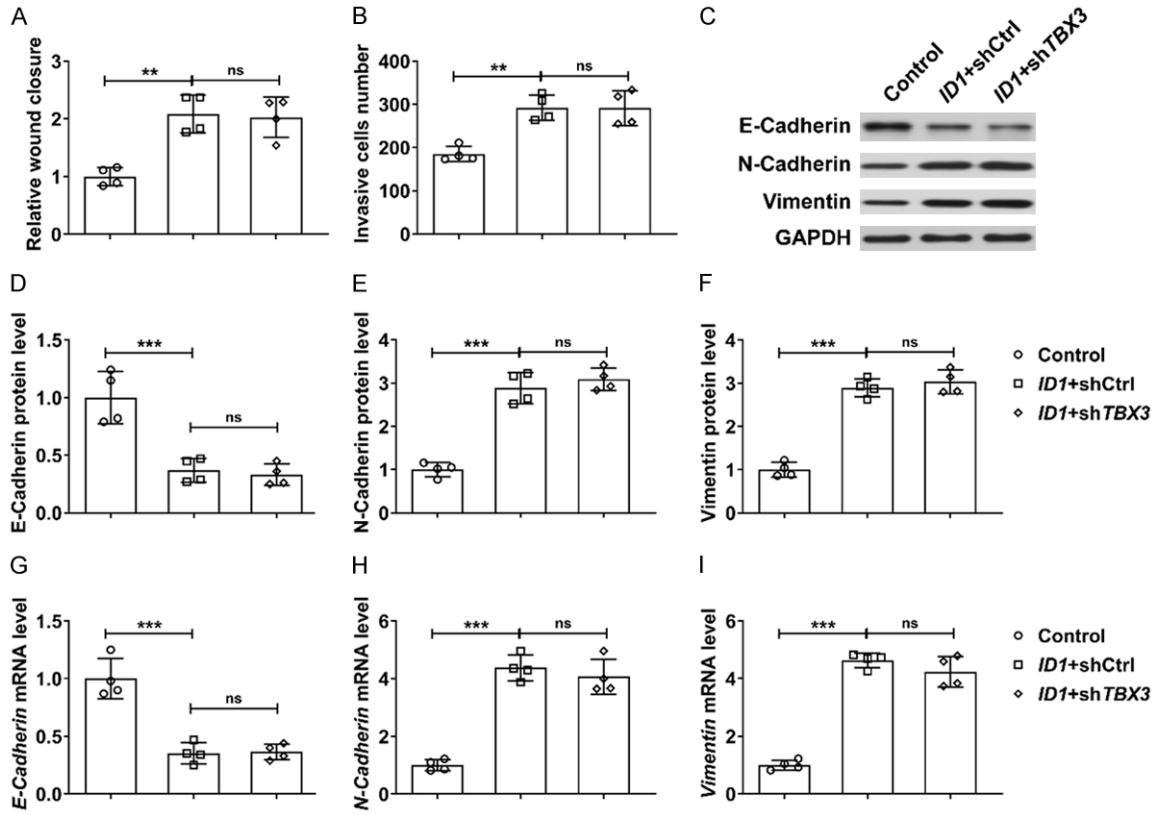 A
Relative wound closure
3
2
1
0
**
ns
B
Invasive cells number
400
300
200
100
0
**
ns
C
Control
ID1+shCtrl
ID1+shTBX3
E-Cadherin
N-Cadherin
Vimentin
GAPDH
D
E-Cadherin protein level
1.5
1.0
0.5
0.0
***
ns
E
N-Cadherin protein level
4
3
2
1
0
***
ns
F
Vimentin protein level
4
3
2
1
0
***
ns
Control
ID1+shCtrl
ID1+shTBX3
G
E-Cadherin mRNA level
1.5
1.0
0.5
0.0
***
ns
H
N-Cadherin mRNA level
6
4
2
0
***
ns
I
Vimentin mRNA level
6
4
2
0
***
ns
Control
ID1+shCtrl
ID1+shTBX3